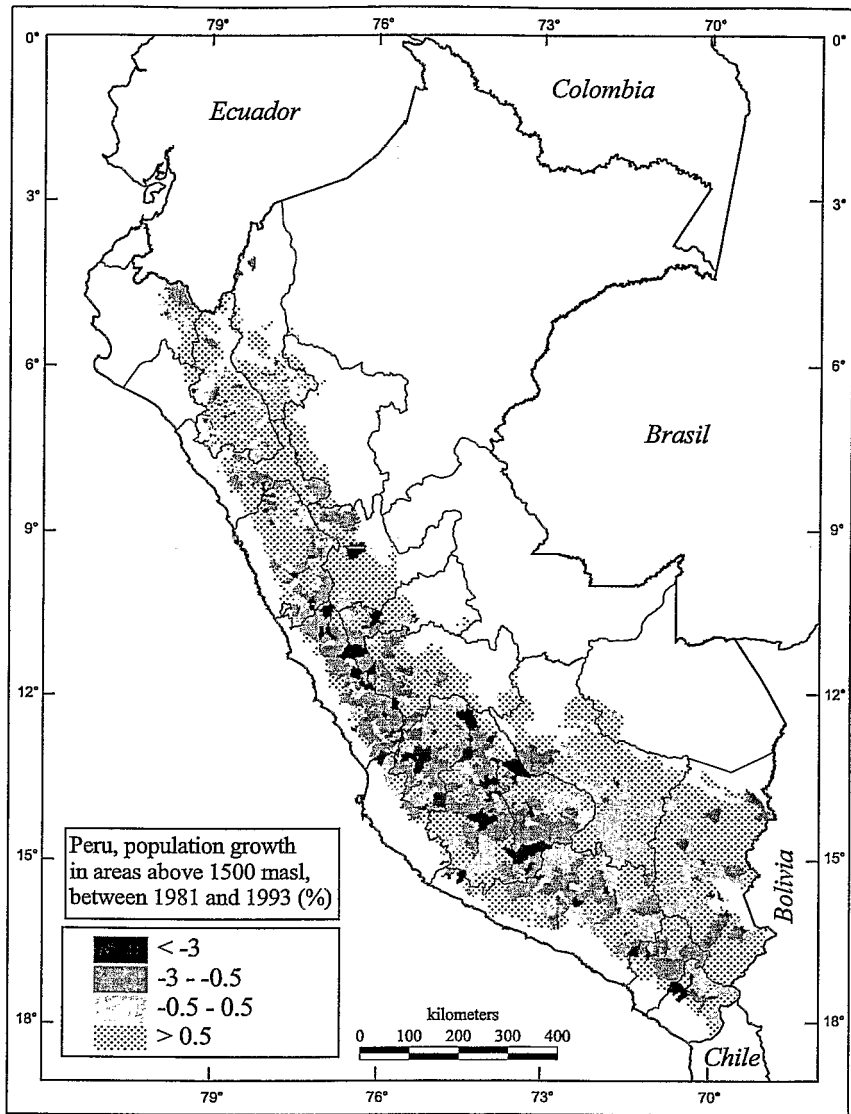 79° 76° 73° 70°
0° 0°
Colombia
Ecuador
3° 3°
6° 6°
Brasil
9° 9°
12° 12°
15° 15°
Bolivia
Peru, population growth
in areas above 1500 masl,
between 1981 and 1993 (%)
< -3
-3 - -0.5
-0.5 - 0.5
> 0.5
kilometers
0 100 200 300 400
18° 18°
Chile
79° 76° 73° 70°